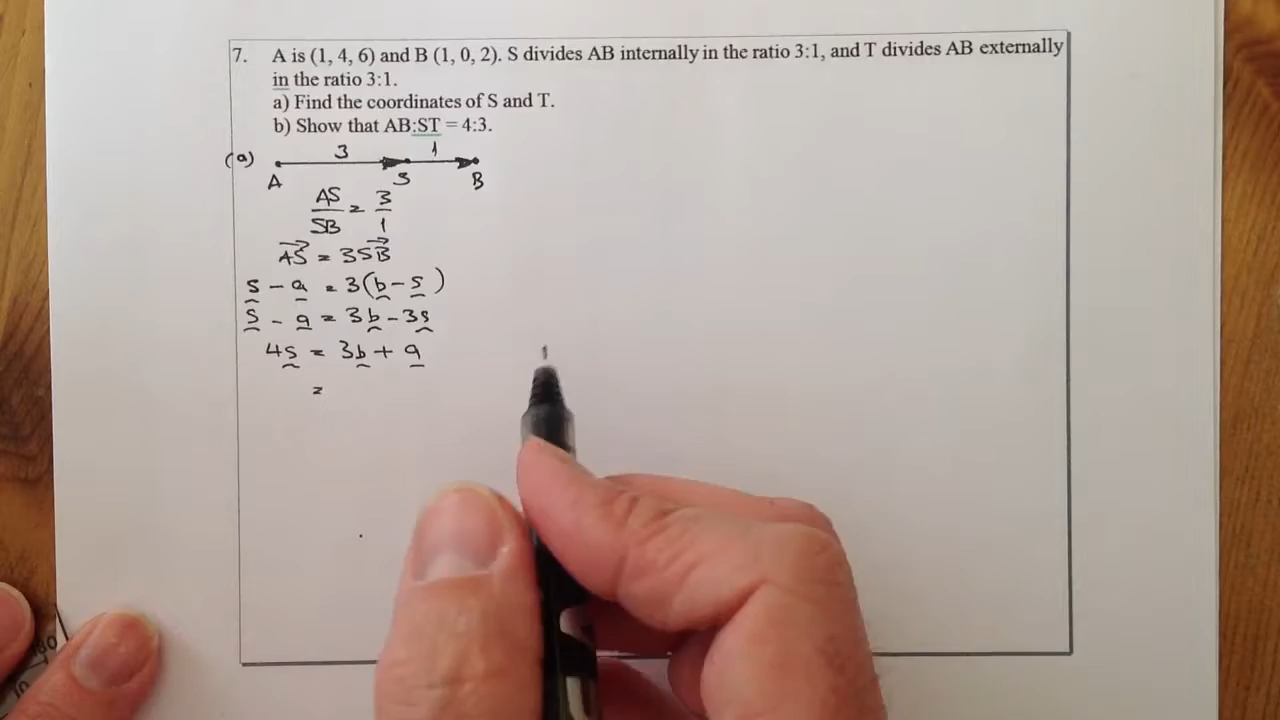 7. A is (1, 4, 6) and B (1, 0, 2). S divides AB internally in the ratio 3:1, and T divides AB externally
in the ratio 3:1.
a) Find the coordinates of S and T.
b) Show that AB:ST = 4:3.
(a) 3 1
A S B
AS/SB = 3/1
AS = 3SB
s - a = 3(b - s)
s - a = 3b - 3s
4s = 3b + a
=